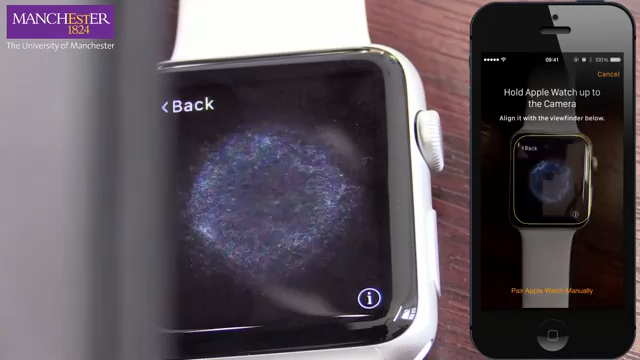 MANCHESTER
1824
The University of Manchester
Back
i
09:41
100%
Cancel
Hold Apple Watch up to
the Camera
Align it with the viewfinder below.
Back
i
Pair Apple Watch Manually